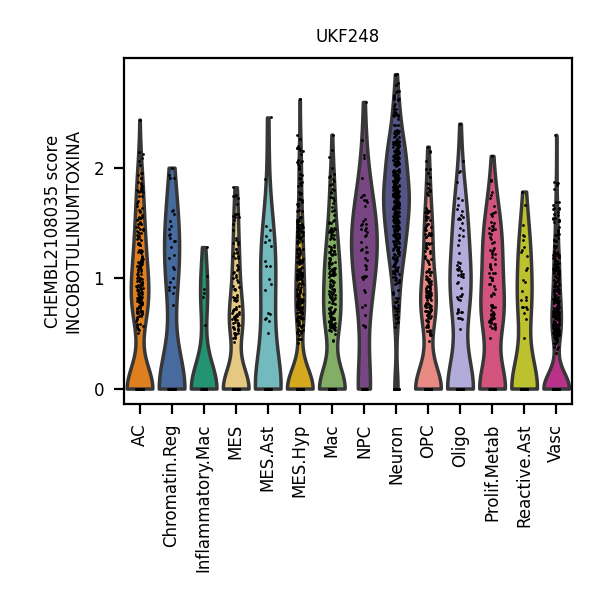 UKF248
CHEMBL2108035 score
INCOBOTULINUMTOXINA
2
1
0
AC
Chromatin.Reg
Inflammatory.Mac
MES
MES.Ast
MES.Hyp
Mac
NPC
Neuron
OPC
Oligo
Prolif.Metab
Reactive.Ast
Vasc